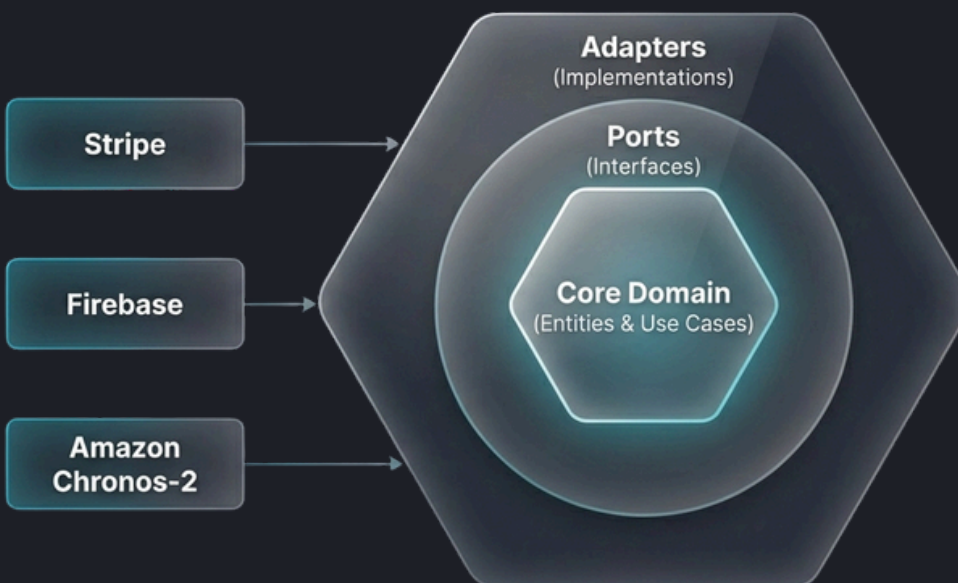 Adapters
(Implementations)
Ports
(Interfaces)
Core Domain
(Entities & Use Cases)
Stripe
Firebase
Amazon
Chronos-2